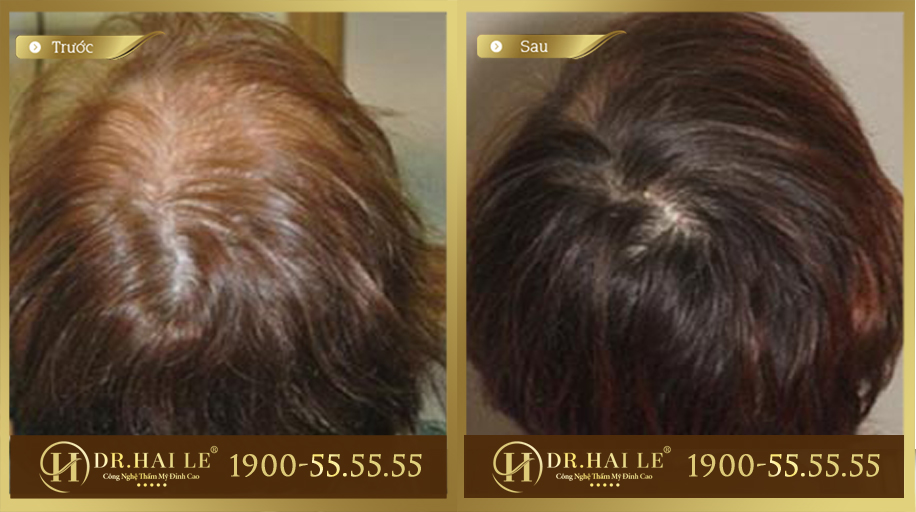 Trước
Sau
DR.HAI LE®
Công Nghệ Thẩm Mỹ Đỉnh Cao
1900-55.55.55
DR.HAI LE®
Công Nghệ Thẩm Mỹ Đỉnh Cao
1900-55.55.55